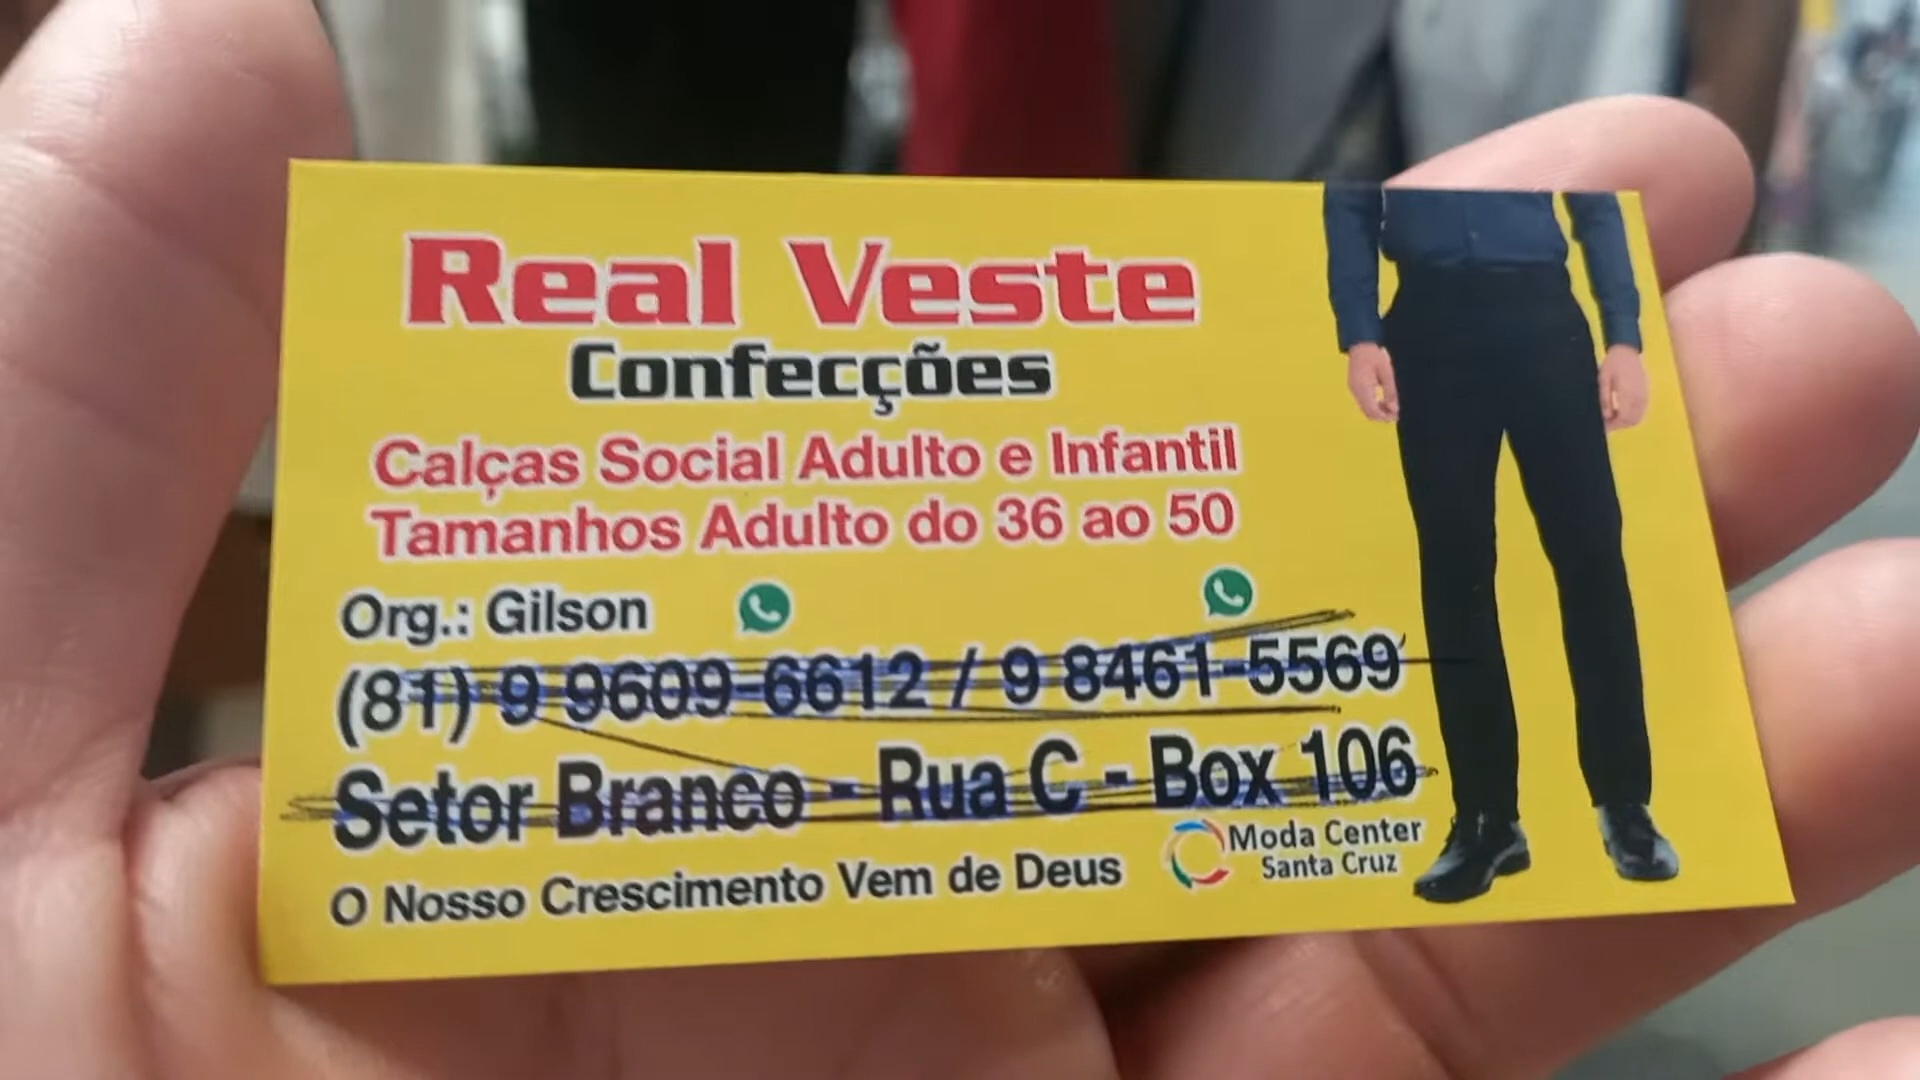 Real Veste
Confecções
Calças Social Adulto e Infantil
Tamanhos Adulto do 36 ao 50
Org.: Gilson
(81) 9 9609-6612 / 9 8461-5569
Setor Branco - Rua C - Box 106
O Nosso Crescimento Vem de Deus
Moda Center
Santa Cruz